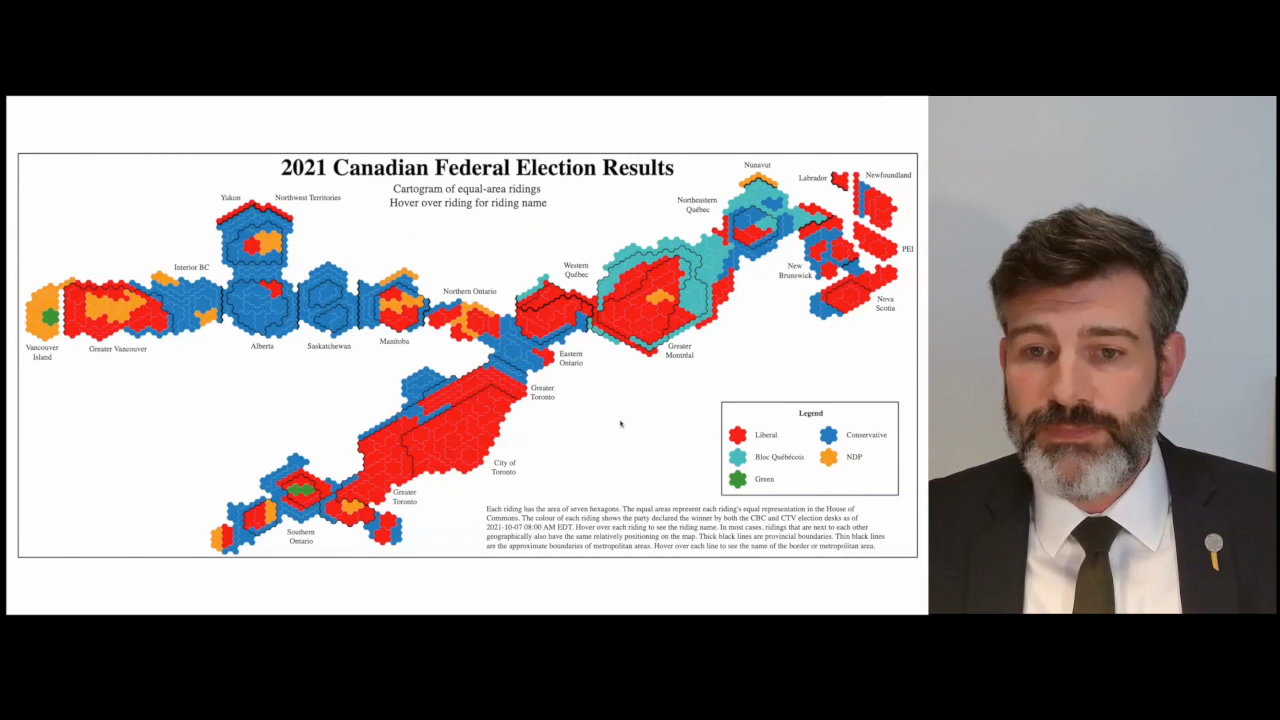 2021 Canadian Federal Election Results
Cartogram of equal-area ridings
Hover over riding for riding name
Nunavut
Labrador
Newfoundland
Yukon
Northwest Territories
Northeastern
Québec
PEI
Interior BC
Western
Québec
New
Brunswick
Northern Ontario
Nova
Scotia
Vancouver
Island
Greater Vancouver
Alberta
Saskatchewan
Manitoba
Greater
Montréal
Eastern
Ontario
Greater
Toronto
City of
Toronto
Greater
Toronto
Southern
Ontario
Legend
Liberal
Conservative
Bloc Québécois
NDP
Green
Each riding has the area of seven hexagons. The equal areas represent each riding's equal representation in the House of
Commons. The colour of each riding shows the party declared the winner by both the CBC and CTV election desks as of
2021-10-07 08:00 AM EDT. Hover over each riding to see the riding name. In most cases, ridings that are next to each other
geographically also have the same relatively positioning on the map. Thick black lines are provincial boundaries. Thin black lines
are the approximate boundaries of metropolitan areas. Hover over each line to see the name of the border or metropolitan area.